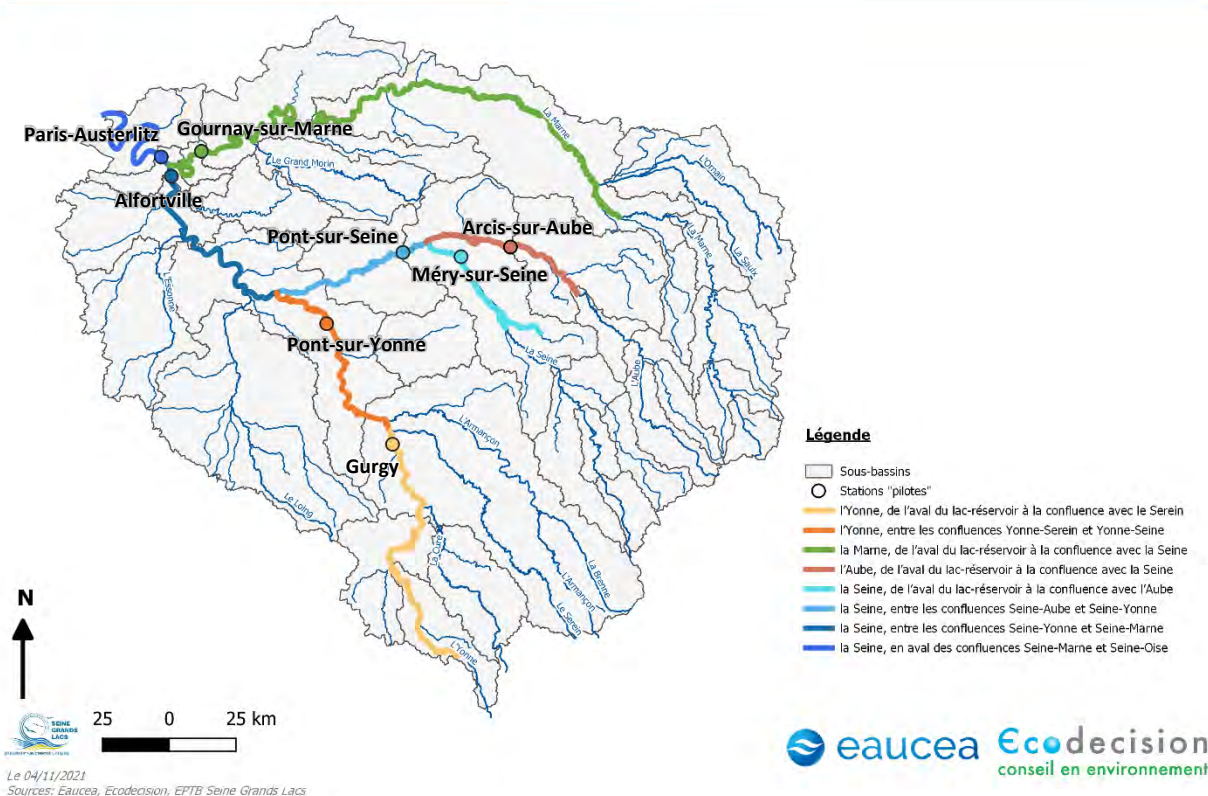 Paris-Austerlitz
Gournay-sur-Marne
La Marne
L'Ornain
Le Grand Morin
Alfortville
Pont-sur-Seine
Arcis-sur-Aube
La Marne
La Saulx
Méry-sur-Seine
L'Essonne
Pont-sur-Yonne
La Seine
L'Aube
L'Armançon
Gurgy
Le Loing
La Cure
La Brenne
L'Armançon
Le Serein
L'Yonne
Légende
Sous-bassins
Stations "pilotes"
l'Yonne, de l'aval du lac-réservoir à la confluence avec le Serein
l'Yonne, entre les confluences Yonne-Serein et Yonne-Seine
la Marne, de l'aval du lac-réservoir à la confluence avec la Seine
l'Aube, de l'aval du lac-réservoir à la confluence avec la Seine
la Seine, de l'aval du lac-réservoir à la confluence avec l'Aube
la Seine, entre les confluences Seine-Aube et Seine-Yonne
la Seine, entre les confluences Seine-Yonne et Seine-Marne
la Seine, en aval des confluences Seine-Marne et Seine-Oise
N
25 0 25 km
SEINE
GRANDS
LACS
eaucea
Ecodecision
conseil en environnement
Le 04/11/2021
Sources: Eaucea, Ecodecision, EPTB Seine Grands Lacs